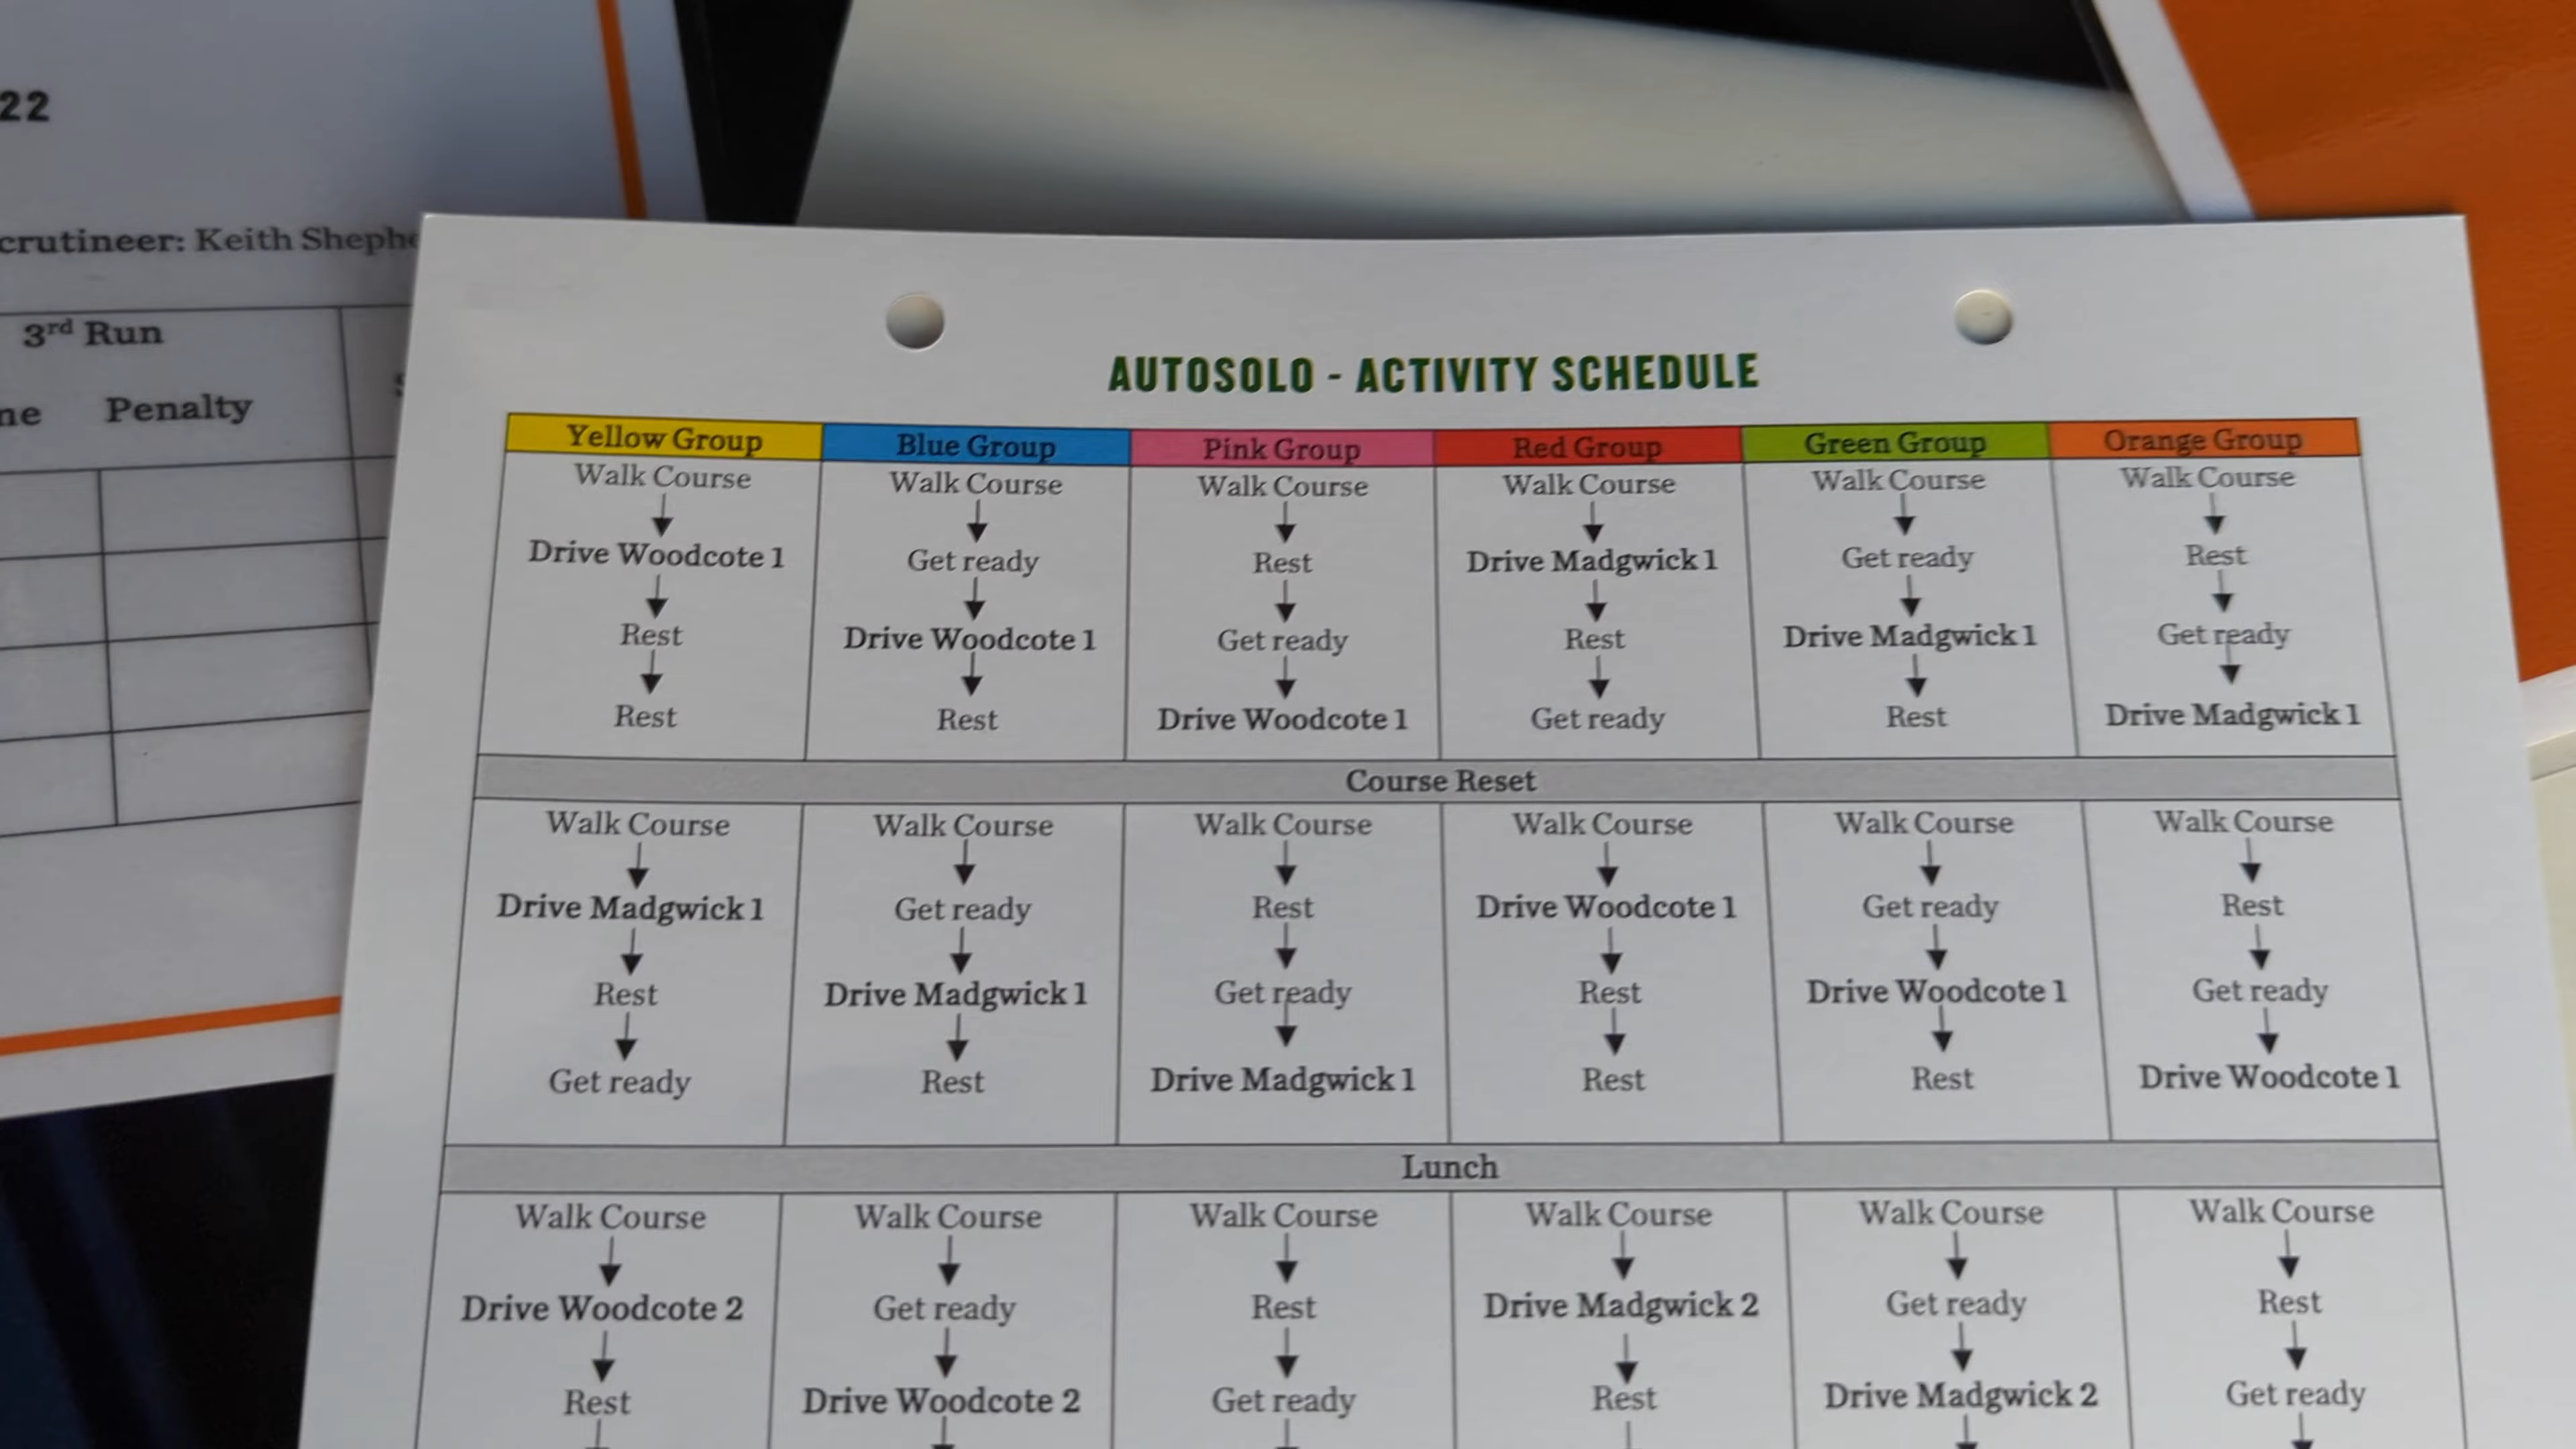 22
crutineer: Keith Sheph
3rd Run
ne Penalty
AUTOSOLO - ACTIVITY SCHEDULE
Yellow Group Blue Group Pink Group Red Group Green Group Orange Group
Walk Course Walk Course Walk Course Walk Course Walk Course Walk Course
Drive Woodcote 1 Get ready Rest Drive Madgwick 1 Get ready Rest
Rest Drive Woodcote 1 Get ready Rest Drive Madgwick 1 Get ready
Rest Rest Drive Woodcote 1 Get ready Rest Drive Madgwick 1
Course Reset
Walk Course Walk Course Walk Course Walk Course Walk Course Walk Course
Drive Madgwick 1 Get ready Rest Drive Woodcote 1 Get ready Rest
Rest Drive Madgwick 1 Get ready Rest Drive Woodcote 1 Get ready
Get ready Rest Drive Madgwick 1 Rest Rest Drive Woodcote 1
Lunch
Walk Course Walk Course Walk Course Walk Course Walk Course Walk Course
Drive Woodcote 2 Get ready Rest Drive Madgwick 2 Get ready Rest
Rest Drive Woodcote 2 Get ready Rest Drive Madgwick 2 Get ready